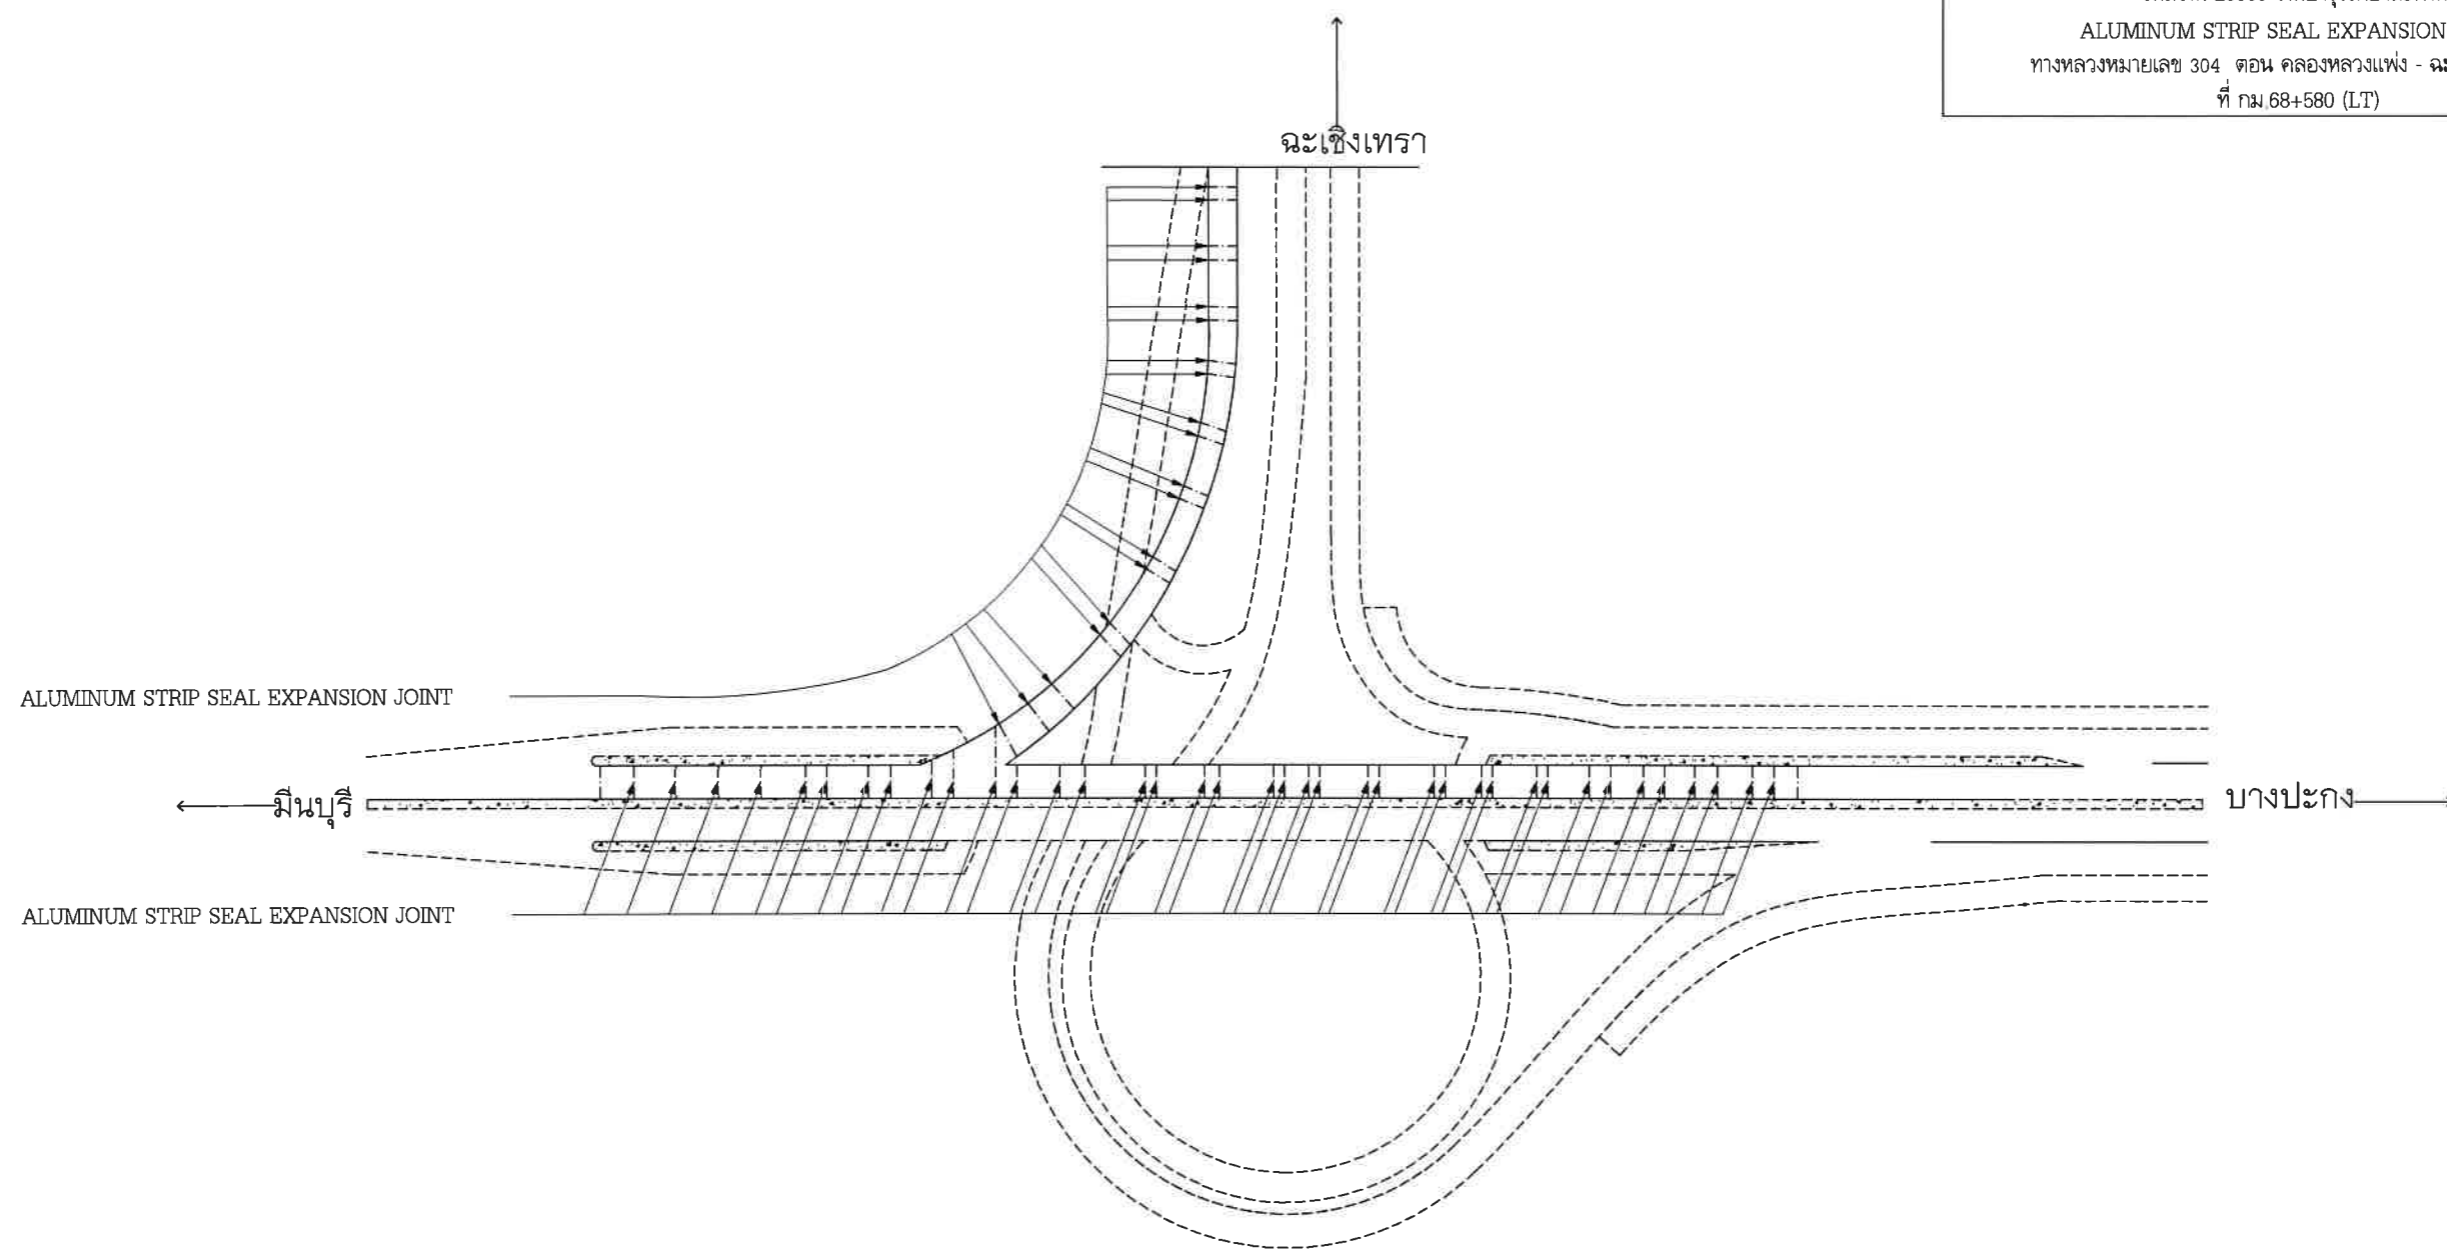 ALUMINUM STRIP SEAL EXPANSION
ทางหลวงหมายเลข 304 ตอน คลองหลวงแพ่ง -
ที่ กม.68+580 (LT)
ฉะเชิงเทรา
ALUMINUM STRIP SEAL EXPANSION JOINT
มีนบุรี
บางปะกง
ALUMINUM STRIP SEAL EXPANSION JOINT